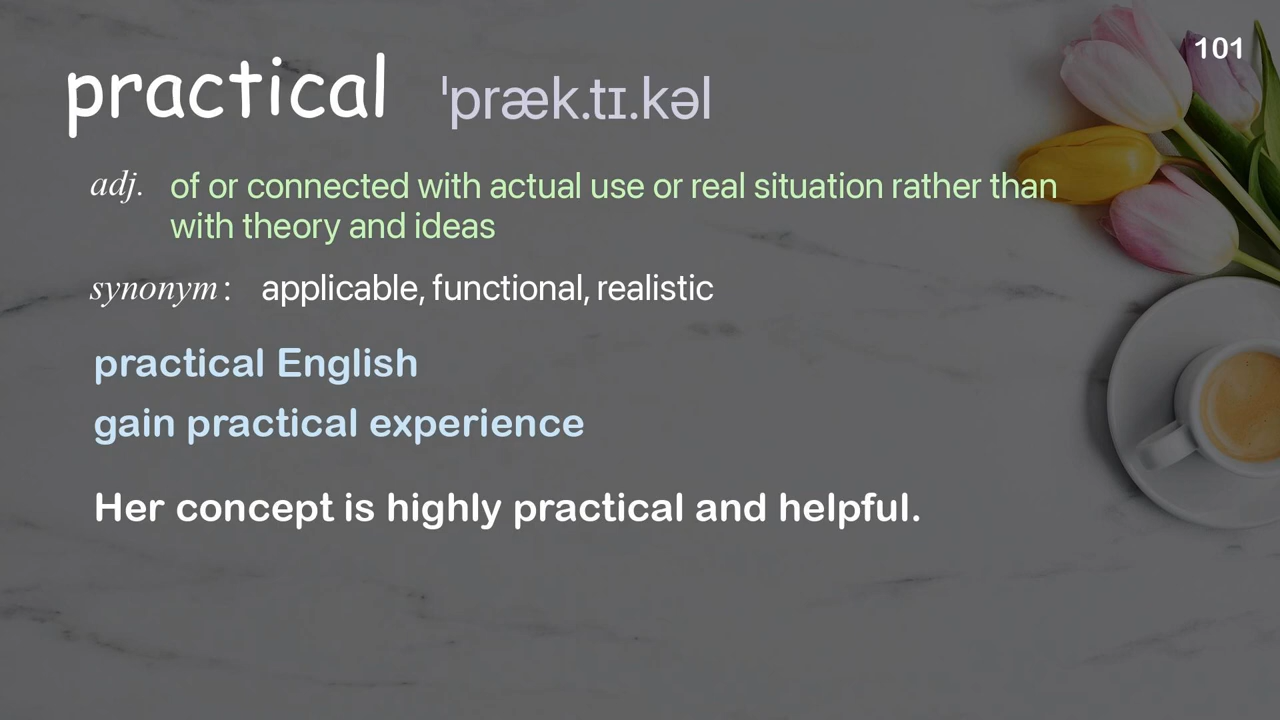 101
practical ˈpræk.tɪ.kəl
adj. of or connected with actual use or real situation rather than
with theory and ideas
synonym: applicable, functional, realistic
practical English
gain practical experience
Her concept is highly practical and helpful.